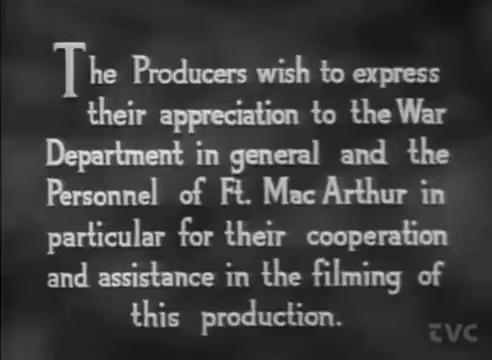 The Producers wish to express
their appreciation to the War
Department in general and the
Personnel of Ft. Mac Arthur in
particular for their cooperation
and assistance in the filming of
this production.
TVC